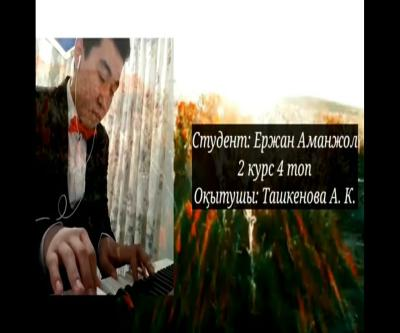 Студент: Ержан Аманжол
2 курс 4 топ
Оқытушы: Ташкенова А. К.